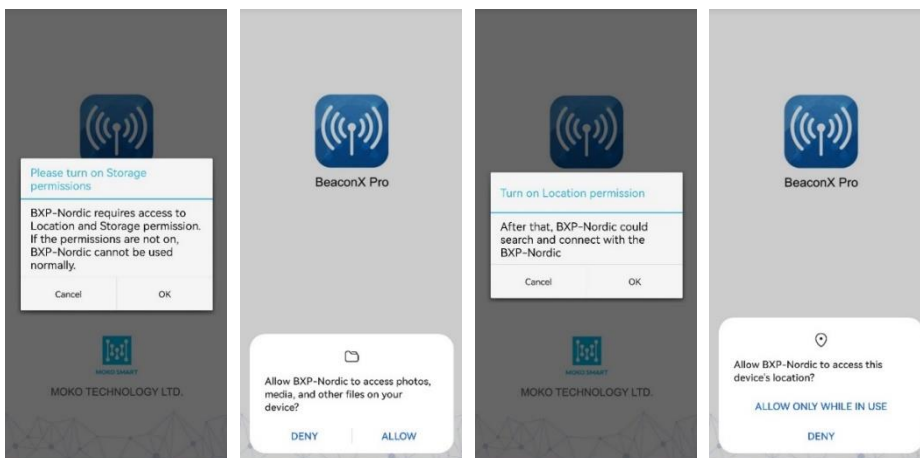 Please turn on Storage
permissions
BXP-Nordic requires access to
Location and Storage permission.
If the permissions are not on,
BXP-Nordic cannot be used
normally.
Cancel
OK
MOKO SMART
MOKO TECHNOLOGY LTD.
BeaconX Pro
Allow BXP-Nordic to access photos,
media, and other files on your
device?
DENY
ALLOW
Turn on Location permission
After that, BXP-Nordic could
search and connect with the
BXP-Nordic
Cancel
OK
MOKO SMART
MOKO TECHNOLOGY LTD.
BeaconX Pro
Allow BXP-Nordic to access this
device's location?
ALLOW ONLY WHILE IN USE
DENY